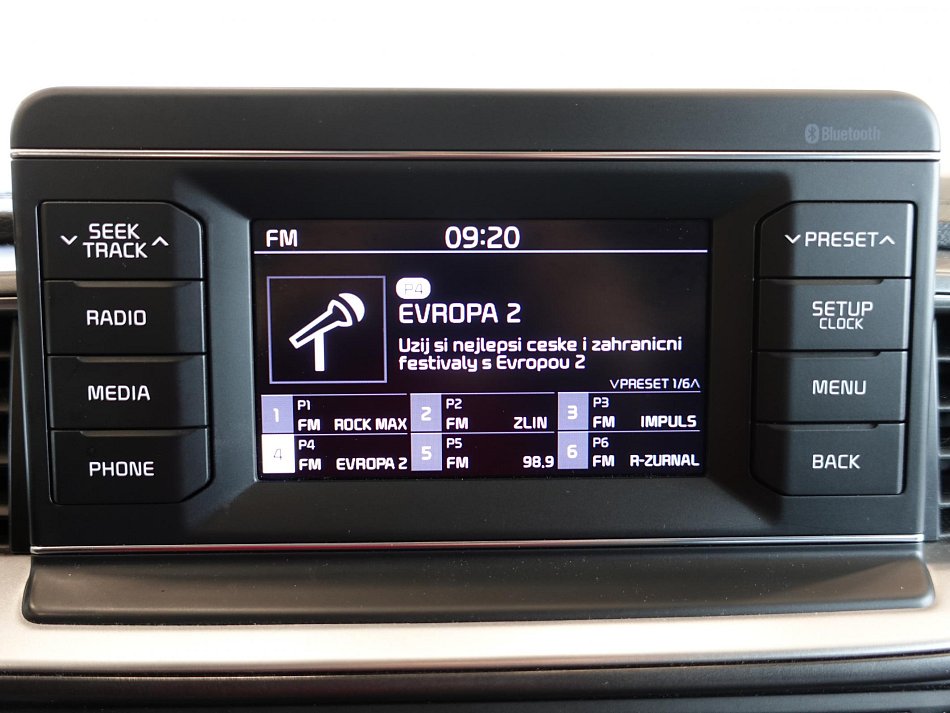 Bluetooth
SEEK
TRACK
RADIO
MEDIA
PHONE
FM 09:20
P4
EVROPA 2
Uzij si nejlepsi ceske i zahranicni
festivaly s Evropou 2
PRESET 1/6
1 P1 FM ROCK MAX
2 P2 FM ZLIN
3 P3 FM IMPULS
4 P4 FM EVROPA 2
5 P5 FM 98.9
6 P6 FM R-ZURNAL
PRESET
SETUP
CLOCK
MENU
BACK